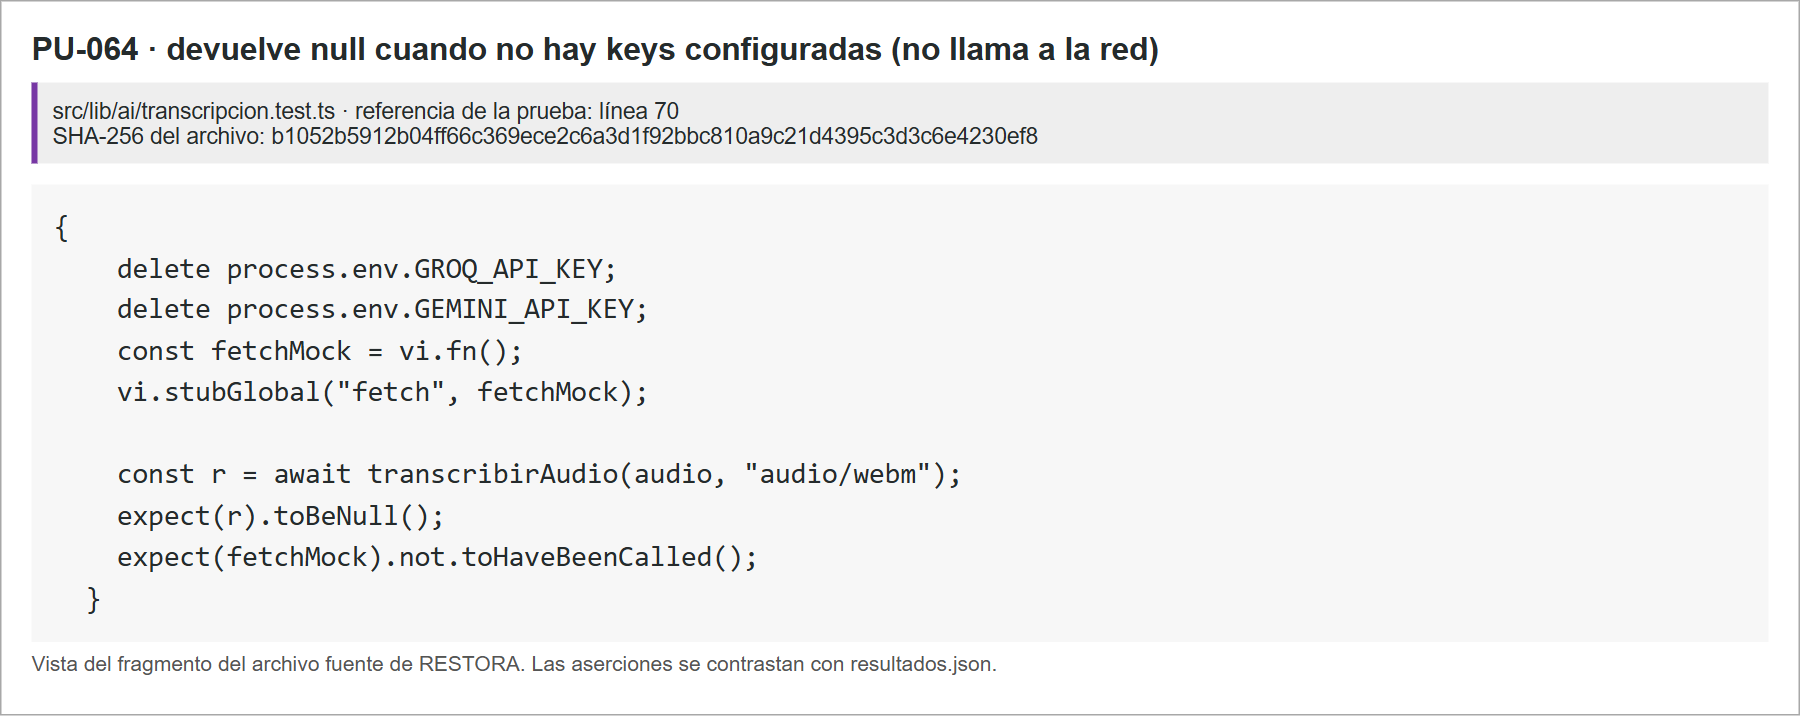 PU-064 · devuelve null cuando no hay keys configuradas (no llama a la red)
src/lib/ai/transcripcion.test.ts · referencia de la prueba: línea 70
SHA-256 del archivo: b1052b5912b04ff66c369ece2c6a3d1f92bbc810a9c21d4395c3d3c6e4230ef8
{
    delete process.env.GROQ_API_KEY;
    delete process.env.GEMINI_API_KEY;
    const fetchMock = vi.fn();
    vi.stubGlobal("fetch", fetchMock);

    const r = await transcribirAudio(audio, "audio/webm");
    expect(r).toBeNull();
    expect(fetchMock).not.toHaveBeenCalled();
  }
Vista del fragmento del archivo fuente de RESTORA. Las aserciones se contrastan con resultados.json.